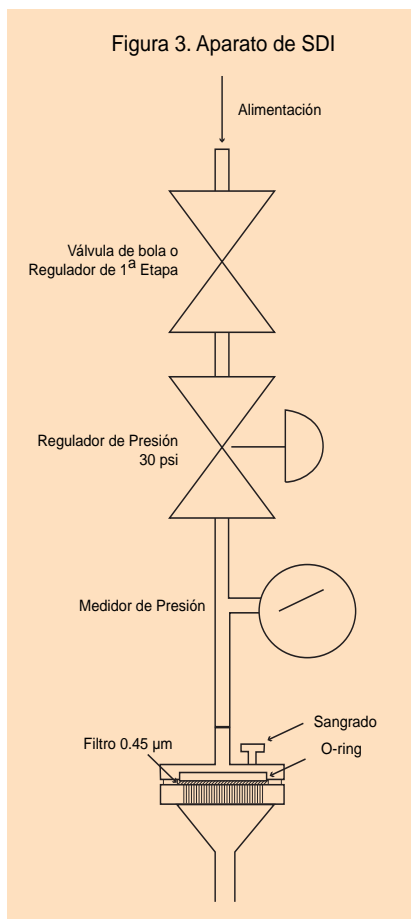 Figura 3. Aparato de SDI
Alimentación
Válvula de bola o
Regulador de 1ª Etapa
Regulador de Presión
30 psi
Medidor de Presión
Sangrado
Filtro 0.45 µm
O-ring